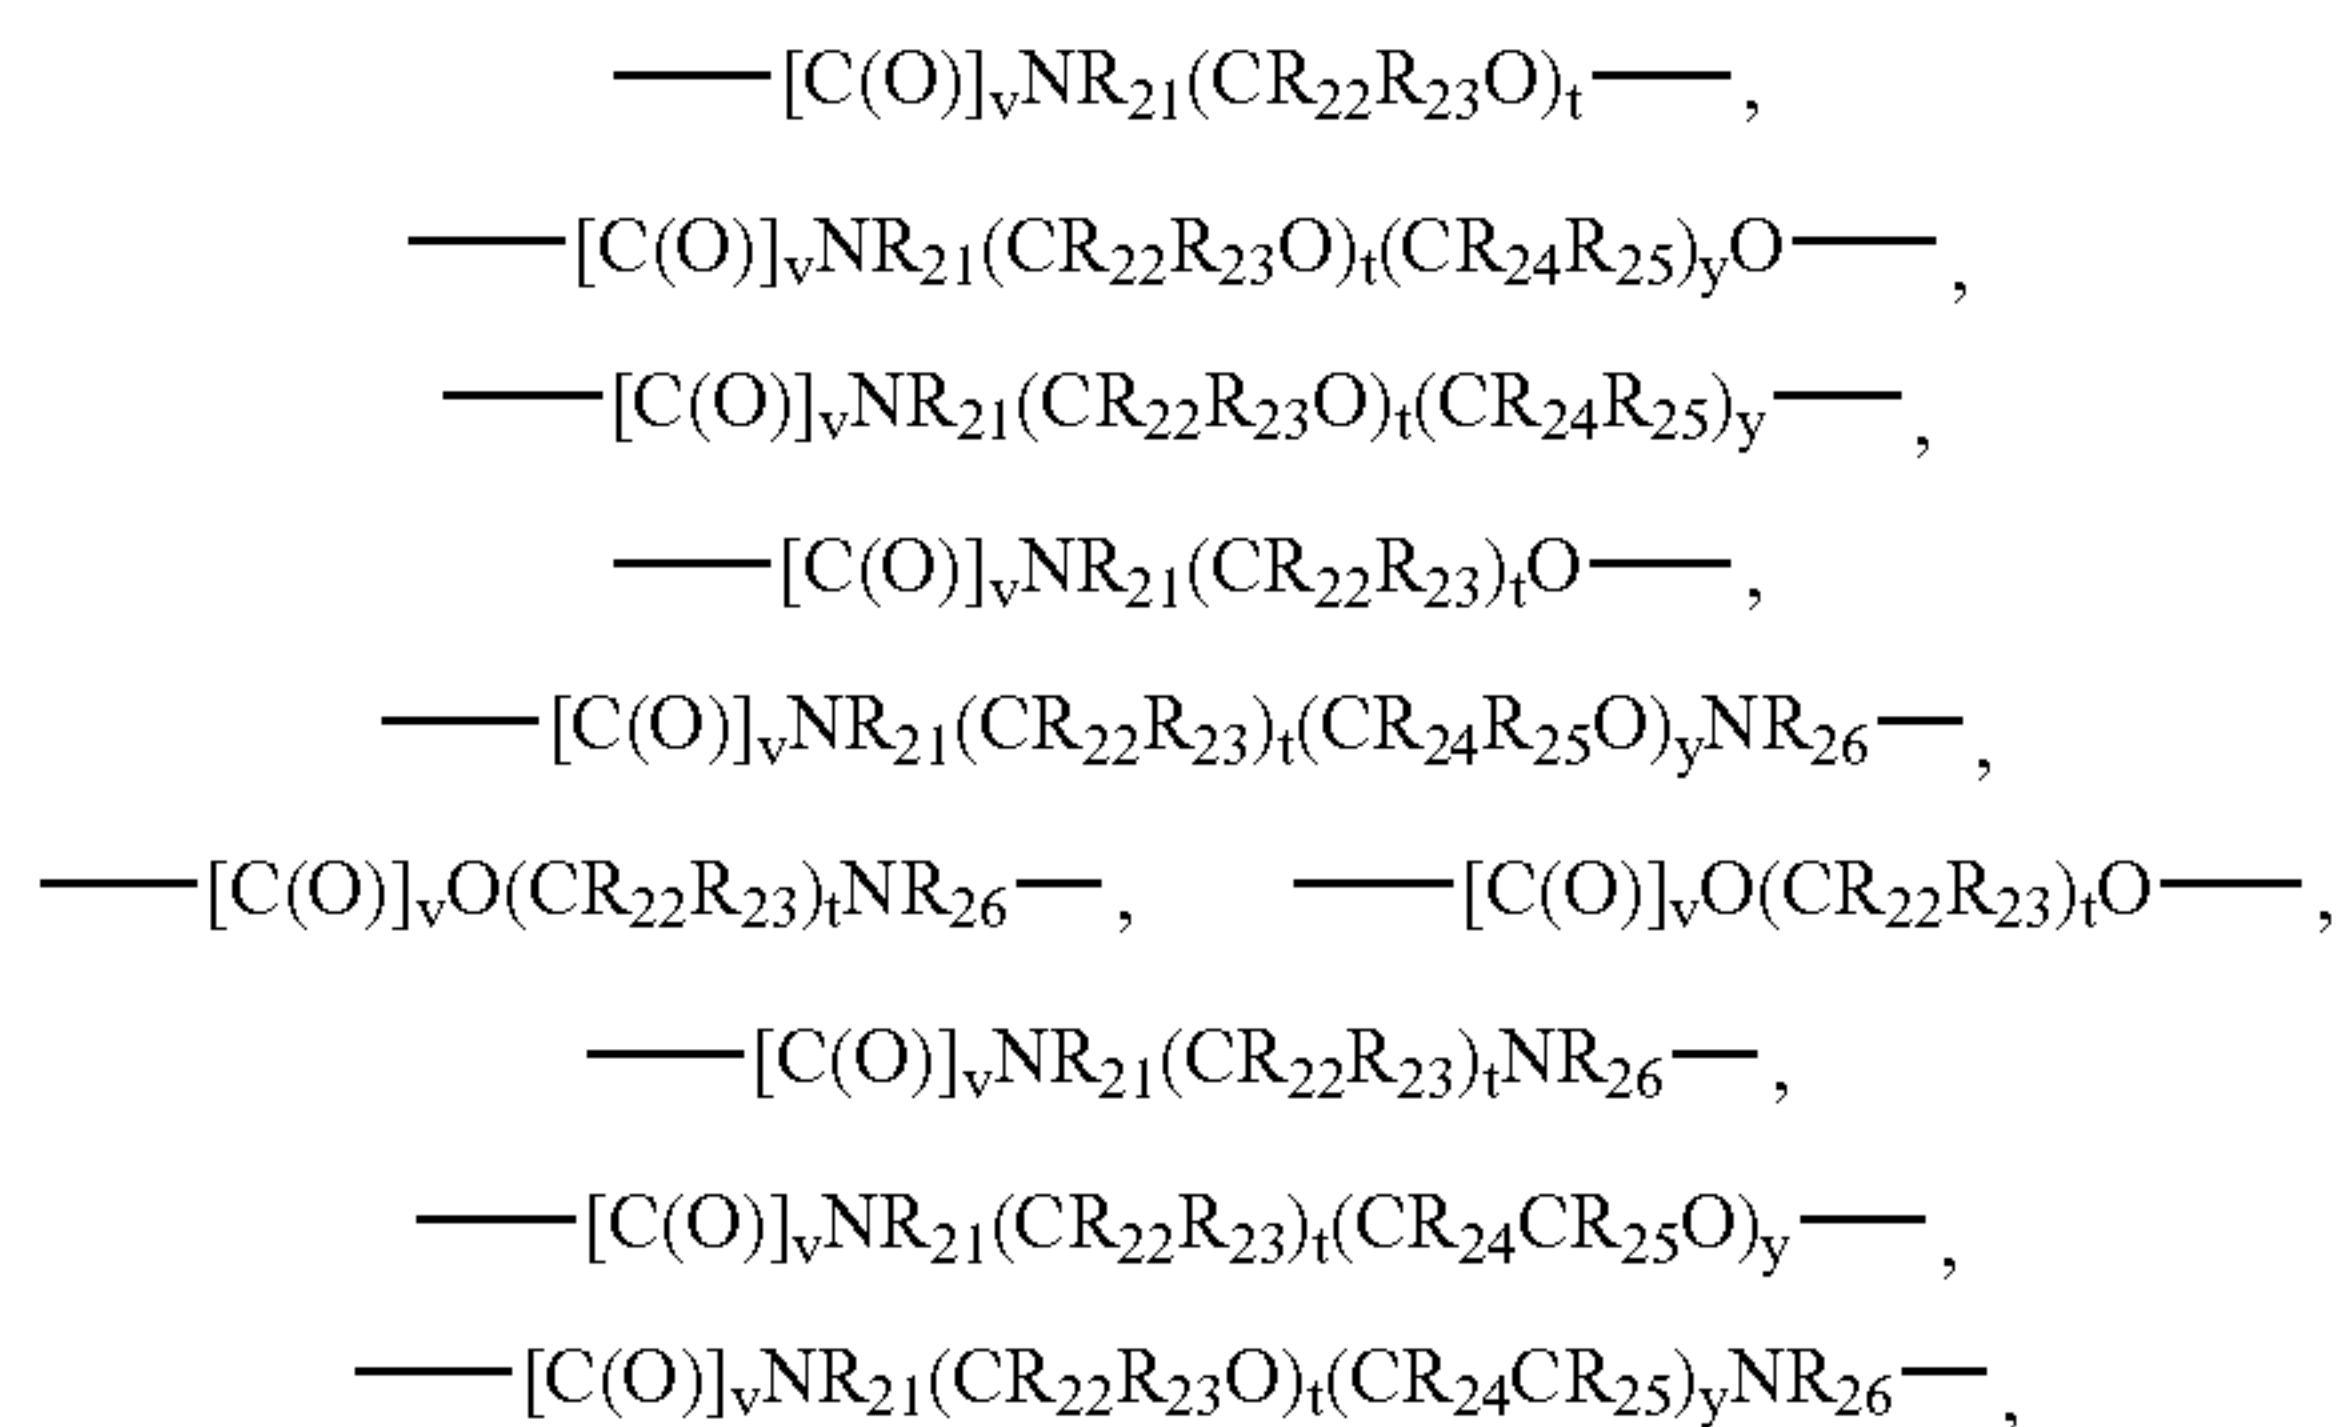 —[C(O)]ᵥNR₂₁(CR₂₂R₂₃O)ₜ—,
—[C(O)]ᵥNR₂₁(CR₂₂R₂₃O)ₜ(CR₂₄R₂₅)yO—,
—[C(O)]ᵥNR₂₁(CR₂₂R₂₃O)ₜ(CR₂₄R₂₅)y—,
—[C(O)]ᵥNR₂₁(CR₂₂R₂₃)ₜO—,
—[C(O)]ᵥNR₂₁(CR₂₂R₂₃)ₜ(CR₂₄R₂₅O)yNR₂₆—,
—[C(O)]ᵥO(CR₂₂R₂₃)ₜNR₂₆—, —[C(O)]ᵥO(CR₂₂R₂₃)ₜO—,
—[C(O)]ᵥNR₂₁(CR₂₂R₂₃)ₜNR₂₆—,
—[C(O)]ᵥNR₂₁(CR₂₂R₂₃)ₜ(CR₂₄CR₂₅O)y—,
—[C(O)]ᵥNR₂₁(CR₂₂R₂₃O)ₜ(CR₂₄CR₂₅)yNR₂₆—,